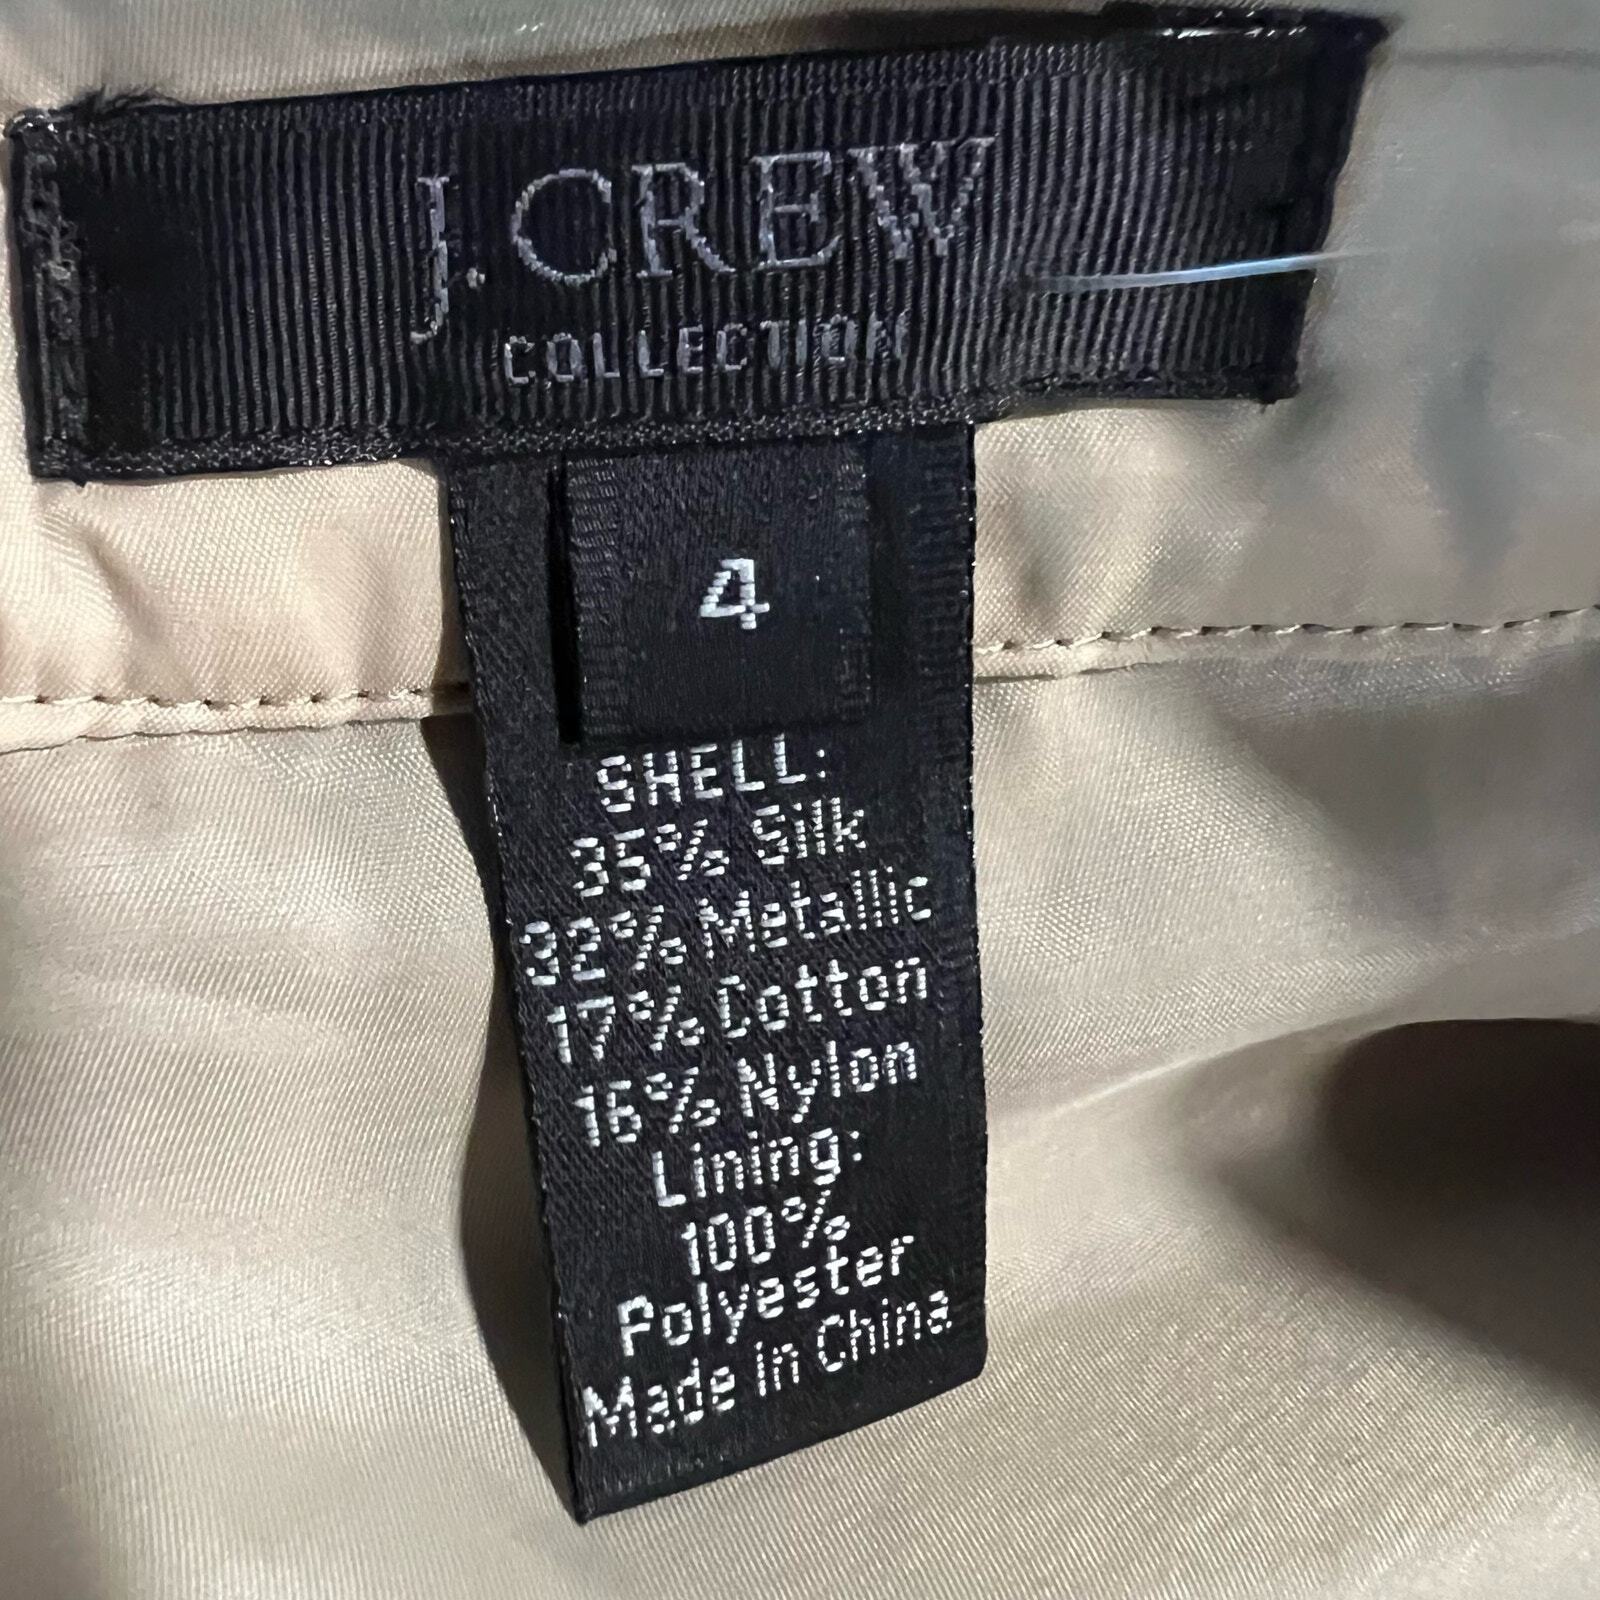 J.CREW
COLLECTION
4
SHELL:
35% Silk
32% Metallic
17% Cotton
16% Nylon
Lining:
100%
Polyester
Made in China